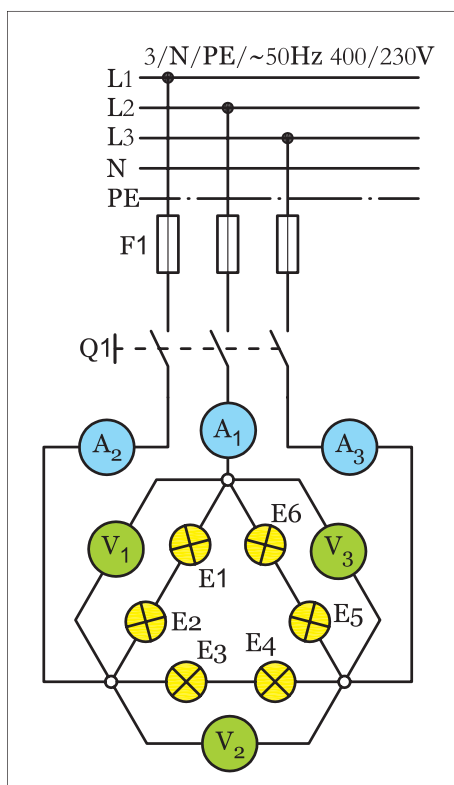 3/N/PE/~50Hz 400/230V
L1
L2
L3
N
PE
F1
Q1
A1
A2
A3
E6
V1
V3
E1
E2
E5
E3
E4
V2